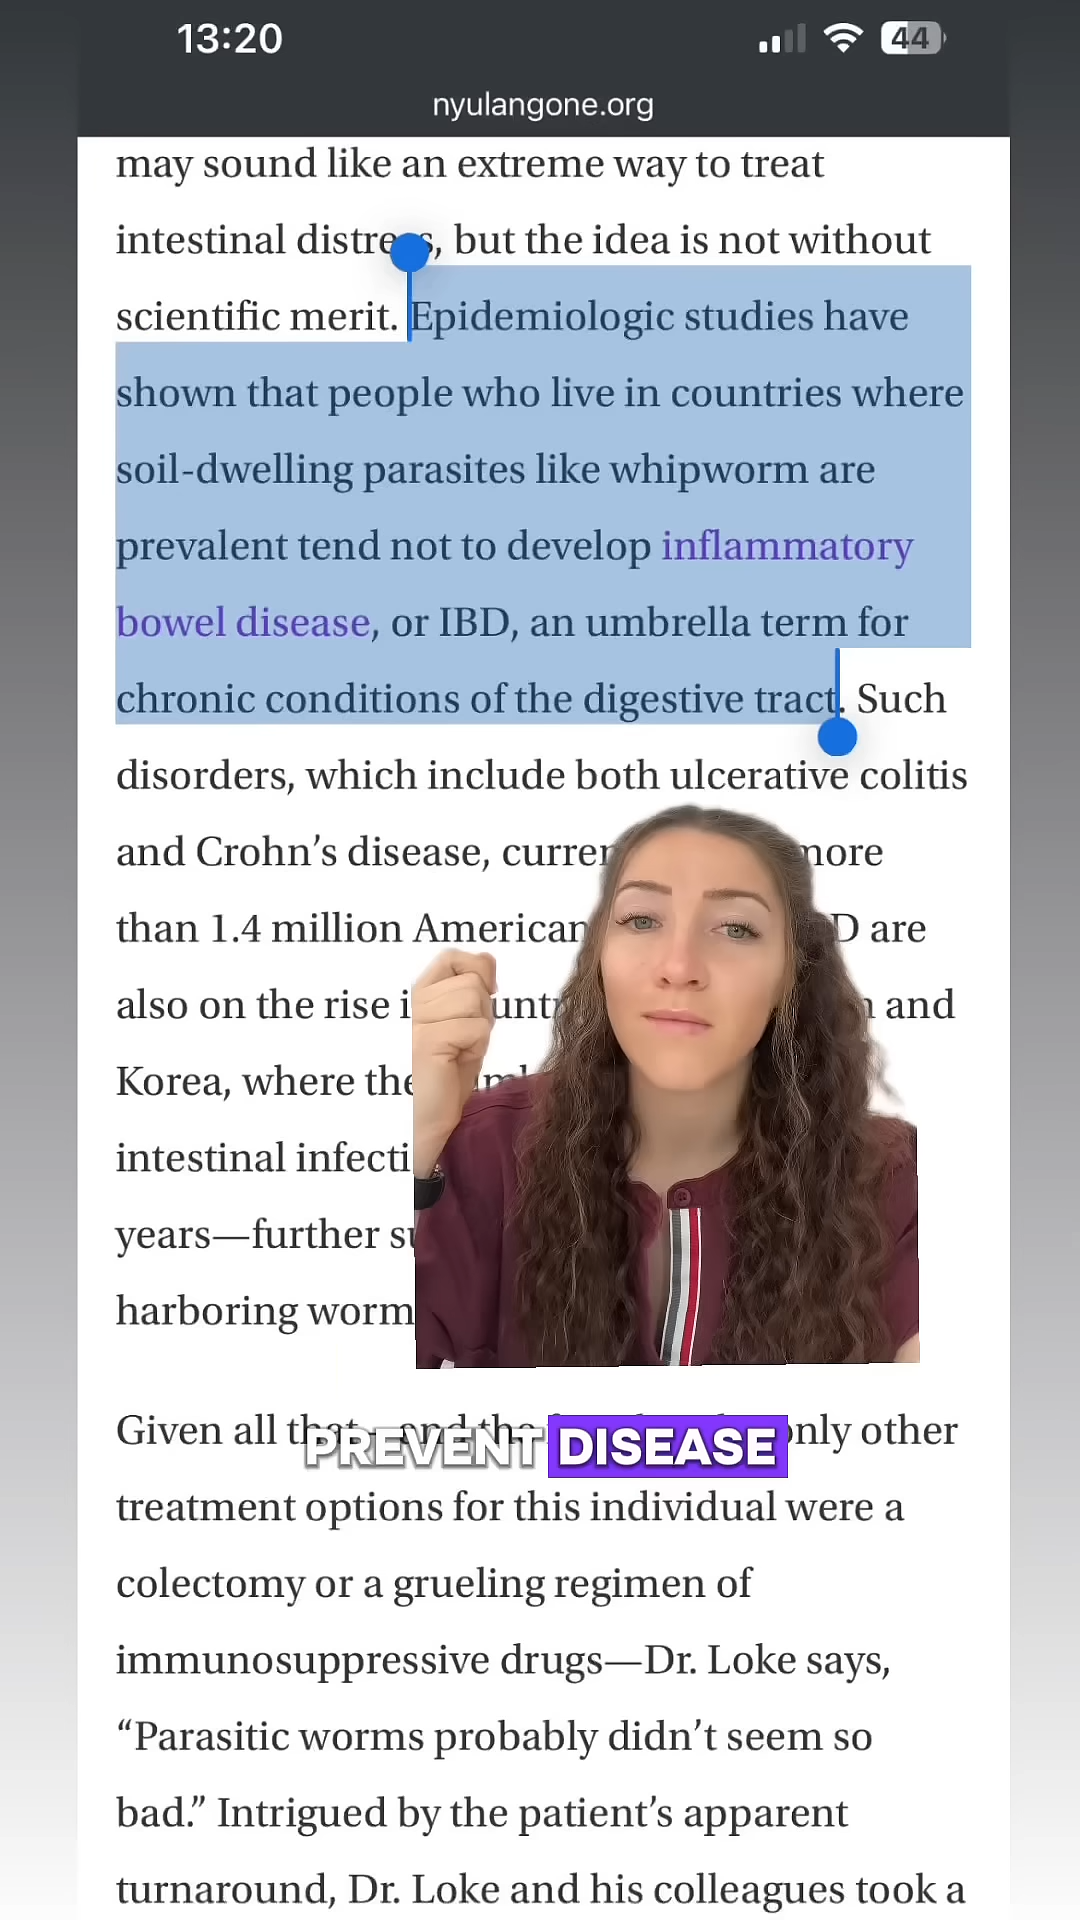 13:20
44
nyulangone.org
may sound like an extreme way to treat
intestinal distress, but the idea is not without
scientific merit. Epidemiologic studies have
shown that people who live in countries where
soil-dwelling parasites like whipworm are
prevalent tend not to develop inflammatory
bowel disease, or IBD, an umbrella term for
chronic conditions of the digestive tract. Such
disorders, which include both ulcerative colitis
and Crohn’s disease, more
than 1.4 million American are
also on the rise and
Korea, where the
intestinal
years—further
harboring worm
Given all that—and the only other
PREVENT DISEASE
treatment options for this individual were a
colectomy or a grueling regimen of
immunosuppressive drugs—Dr. Loke says,
“Parasitic worms probably didn’t seem so
bad.” Intrigued by the patient’s apparent
turnaround, Dr. Loke and his colleagues took a